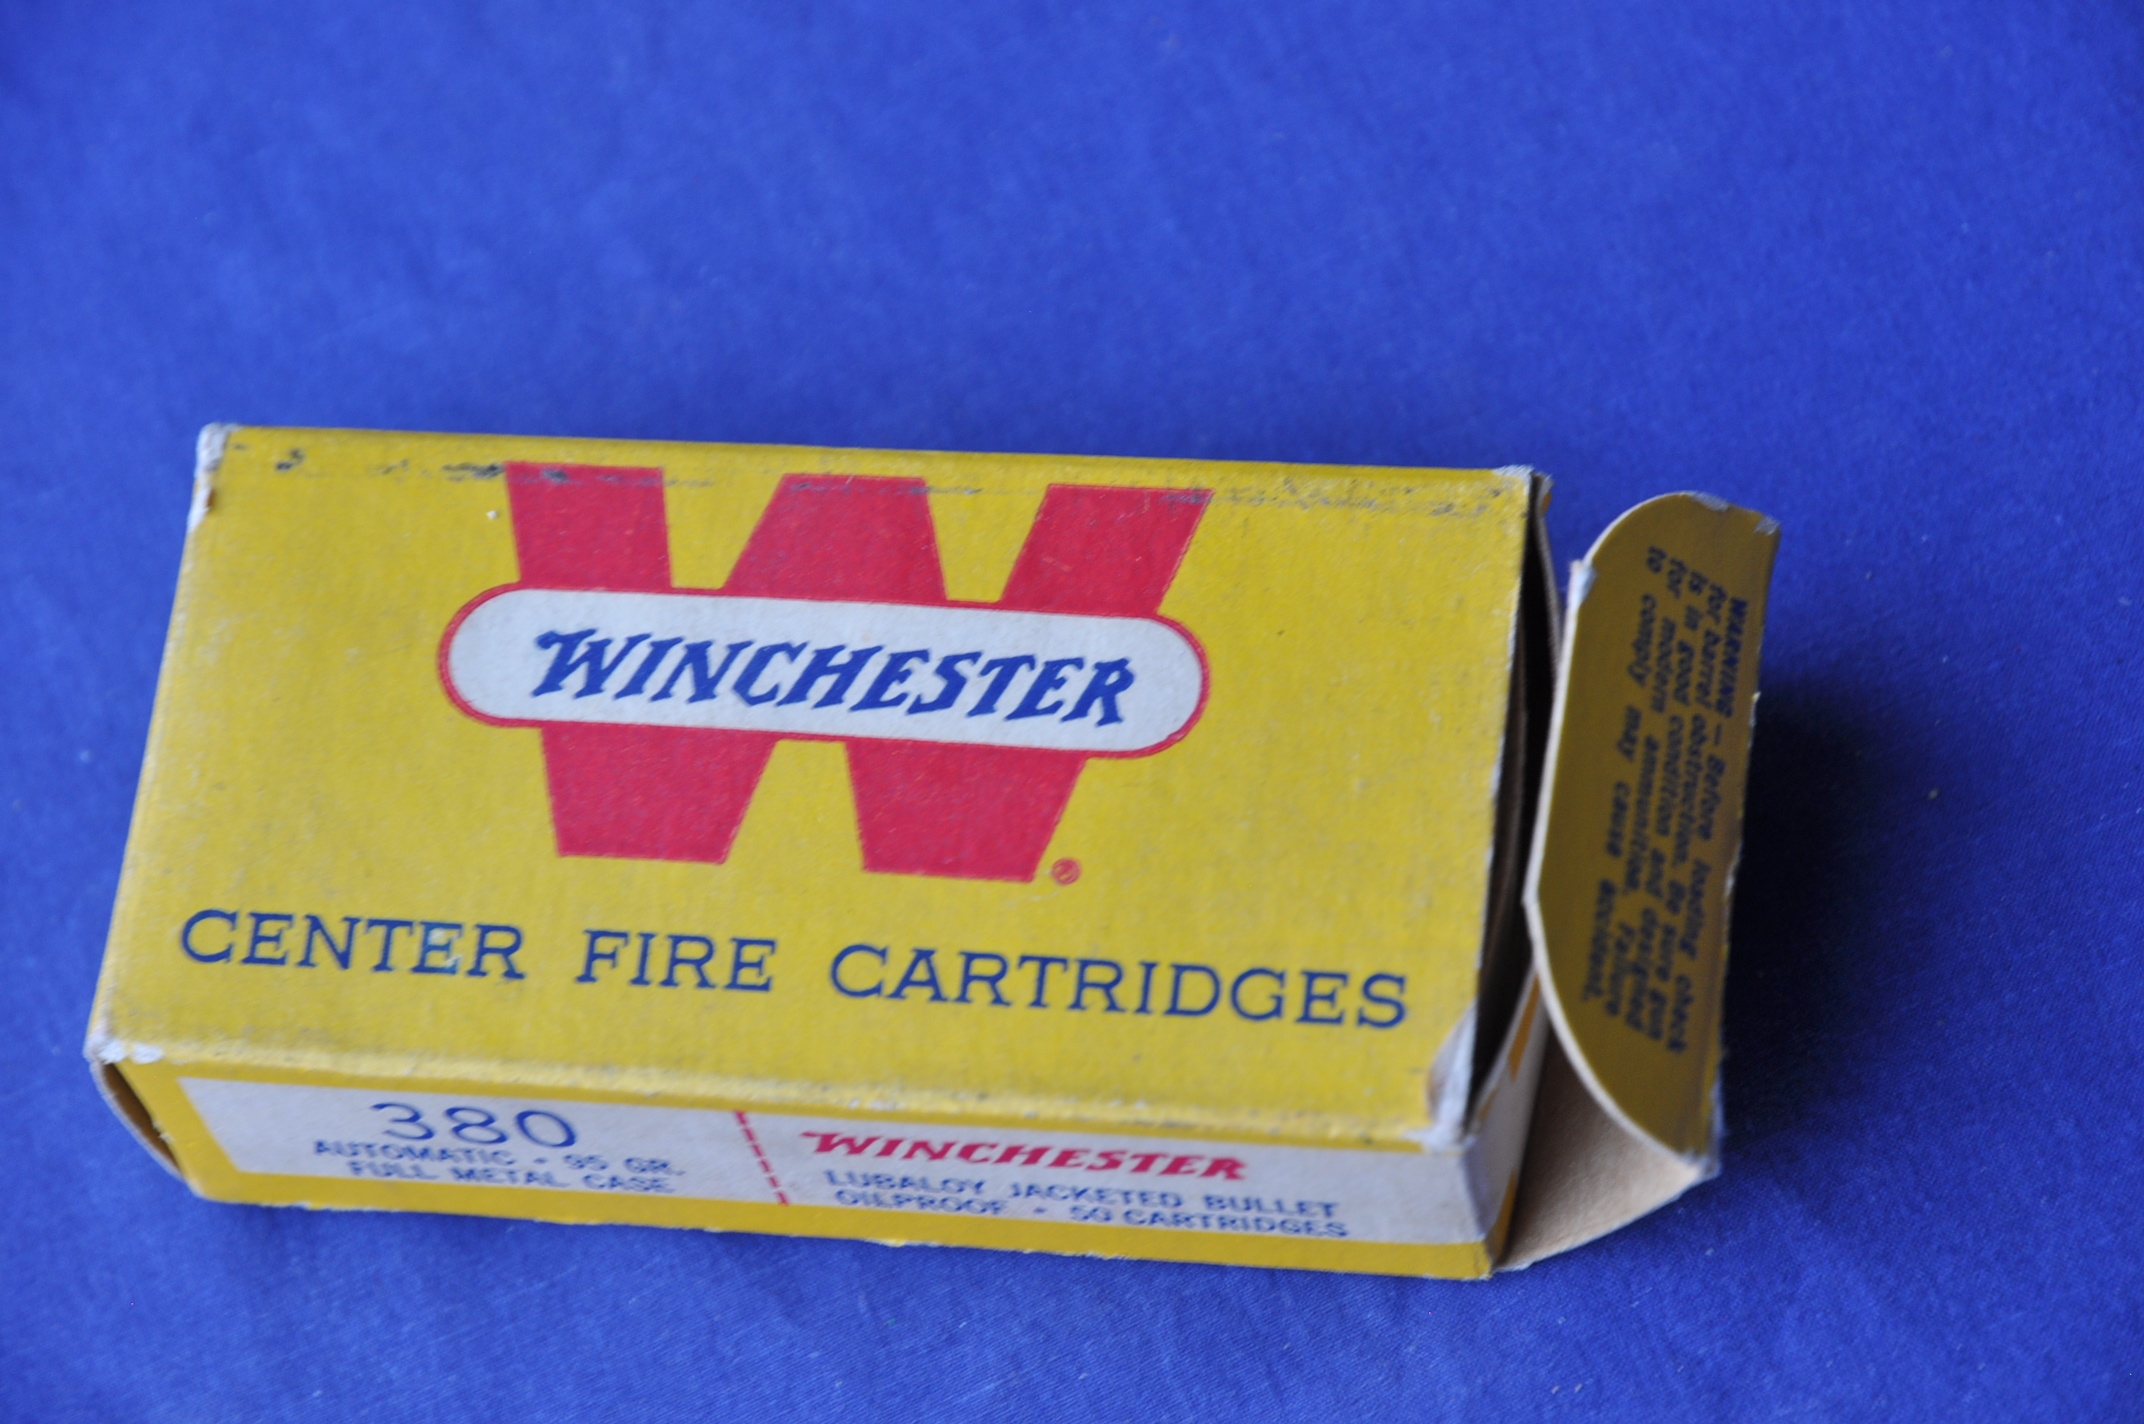 WINCHESTER
®
CENTER FIRE CARTRIDGES
380
AUTOMATIC • 95 GR.
FULL METAL CASE
WINCHESTER
LUBALOY JACKETED BULLET
OILPROOF • 50 CARTRIDGES
WARNING – Before loading check
for barrel obstruction. Be sure gun
is in good condition and designed
for modern ammunition. Failure
to comply may cause accident.